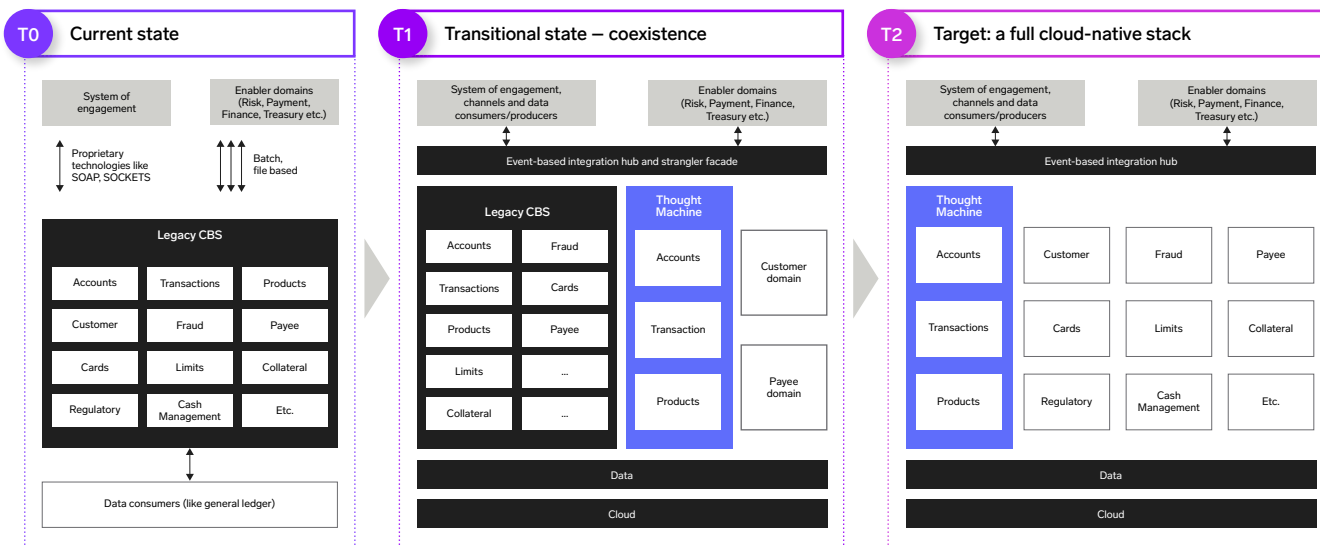 T0
Current state
System of
engagement
Enabler domains
(Risk, Payment,
Finance, Treasury etc.)
Proprietary
technologies like
SOAP, SOCKETS
Batch,
file based
Legacy CBS
Accounts
Transactions
Products
Customer
Fraud
Payee
Cards
Limits
Collateral
Regulatory
Cash
Management
Etc.
Data consumers (like general ledger)
T1
Transitional state – coexistence
System of engagement,
channels and data
consumers/producers
Enabler domains
(Risk, Payment, Finance,
Treasury etc.)
Event-based integration hub and strangler facade
Legacy CBS
Accounts
Fraud
Transactions
Cards
Products
Payee
Limits
...
Collateral
...
Thought
Machine
Accounts
Transaction
Products
Customer
domain
Payee
domain
Data
Cloud
T2
Target: a full cloud-native stack
System of engagement,
channels and data
consumers/producers
Enabler domains
(Risk, Payment, Finance,
Treasury etc.)
Event-based integration hub
Thought
Machine
Accounts
Transactions
Products
Customer
Fraud
Payee
Cards
Limits
Collateral
Regulatory
Cash
Management
Etc.
Data
Cloud